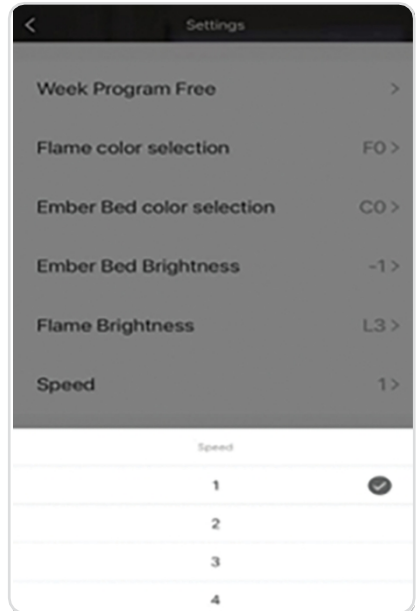 Settings
Week Program Free >
Flame color selection F0 >
Ember Bed color selection C0 >
Ember Bed Brightness -1 >
Flame Brightness L3 >
Speed 1 >
Speed
1
2
3
4